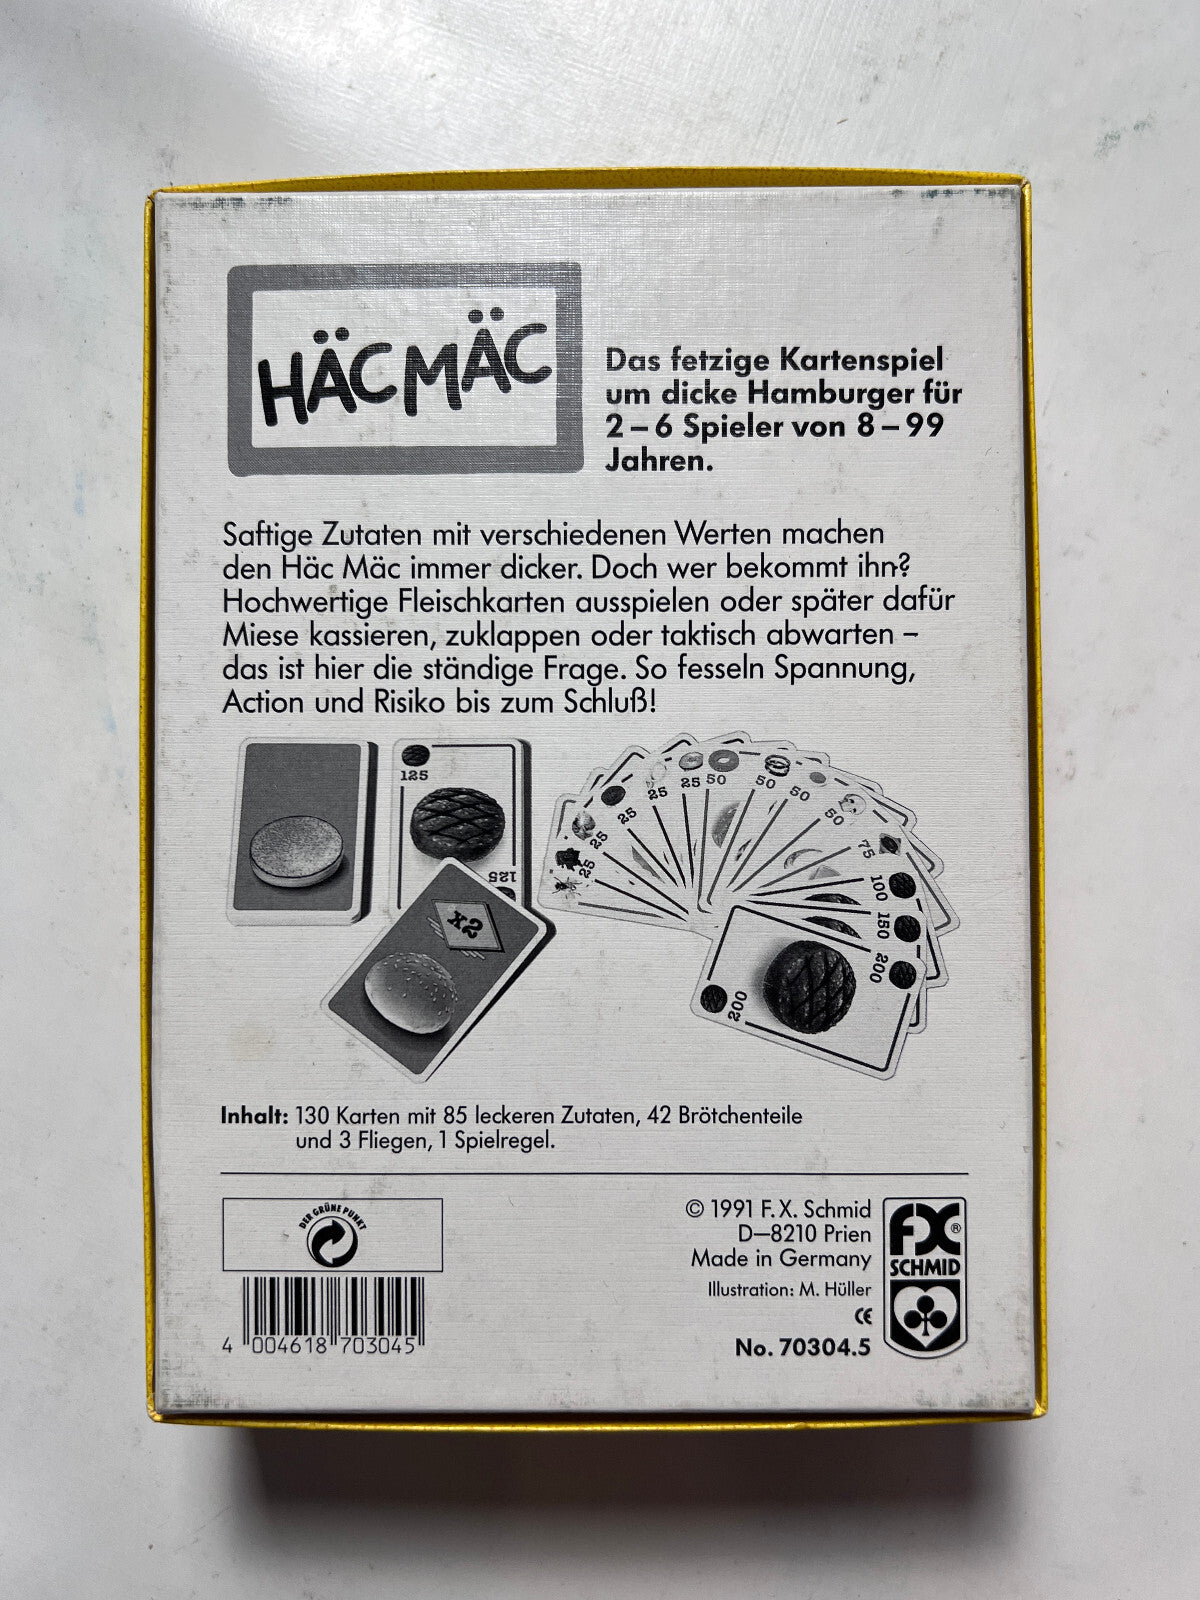 HÄC MÄC
Das fetzige Kartenspiel
um dicke Hamburger für
2–6 Spieler von 8–99
Jahren.
Saftige Zutaten mit verschiedenen Werten machen
den Häc Mäc immer dicker. Doch wer bekommt ihn?
Hochwertige Fleischkarten ausspielen oder später dafür
Miese kassieren, zuklappen oder taktisch abwarten –
das ist hier die ständige Frage. So fesseln Spannung,
Action und Risiko bis zum Schluß!
125
125
x2
25
25
25
25
25
50
50
50
50
75
100
150
200
200
Inhalt: 130 Karten mit 85 leckeren Zutaten, 42 Brötchenteile
und 3 Fliegen, 1 Spielregel.
DER GRÜNE PUNKT
4 004618 703045
© 1991 F. X. Schmid
D–8210 Prien
Made in Germany
Illustration: M. Hüller
CE
No. 70304.5
FX®
SCHMID